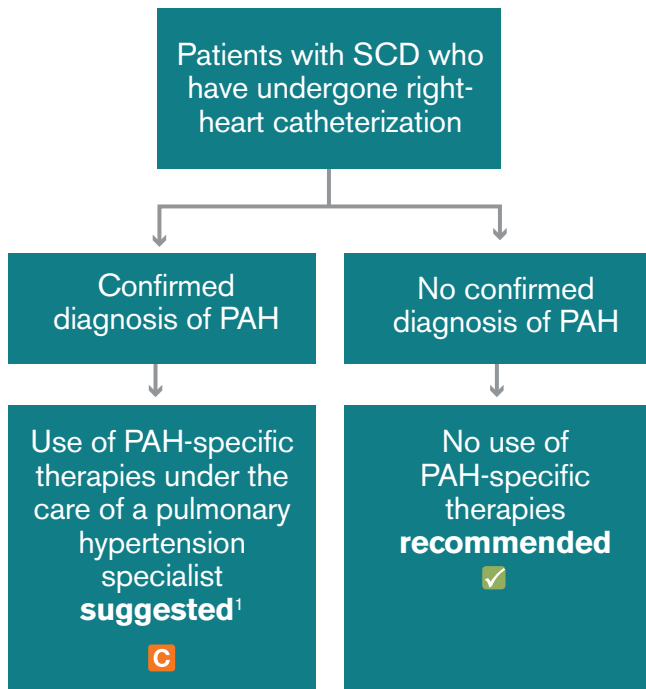 Patients with SCD who
have undergone right-
heart catheterization
Confirmed
diagnosis of PAH
No confirmed
diagnosis of PAH
Use of PAH-specific
therapies under the
care of a pulmonary
hypertension
specialist
suggested¹
C
No use of
PAH-specific
therapies
recommended